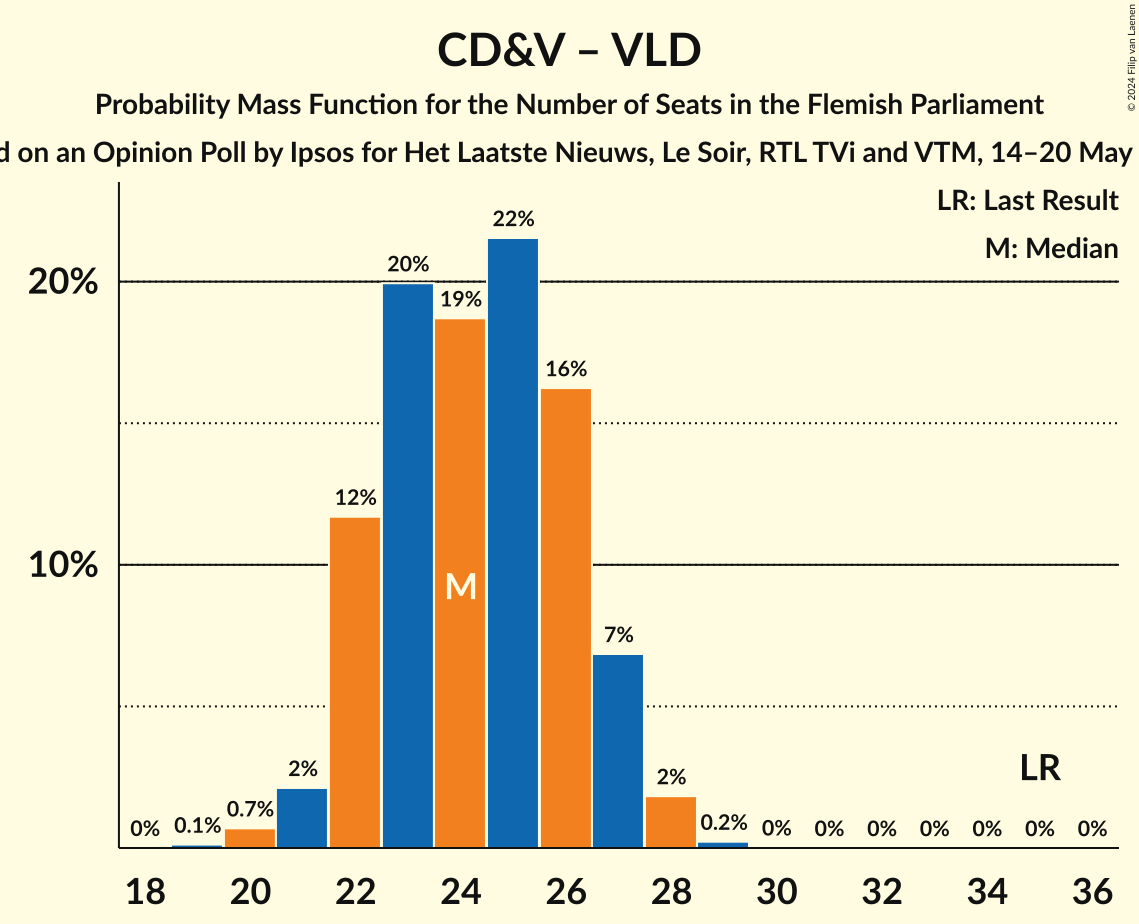 CD&V – VLD
Probability Mass Function for the Number of Seats in the Flemish Parliament
on an Opinion Poll by Ipsos for Het Laatste Nieuws, Le Soir, RTL TVi and VTM, 14–20 May
© 2024 Filip van Laenen
LR: Last Result
M: Median
20%
10%
0%
0.1%
0.7%
2%
12%
20%
19%
22%
16%
7%
2%
0.2%
0%
0%
0%
0%
0%
0%
0%
M
LR
18 20 22 24 26 28 30 32 34 36